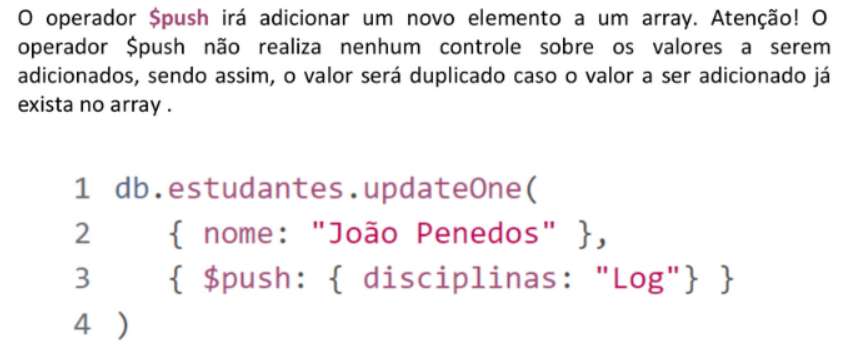 O operador $push irá adicionar um novo elemento a um array. Atenção! O
operador $push não realiza nenhum controle sobre os valores a serem
adicionados, sendo assim, o valor será duplicado caso o valor a ser adicionado já
exista no array .
1 db.estudantes.updateOne(
2 { nome: "João Penedos" },
3 { $push: { disciplinas: "Log"} }
4 )